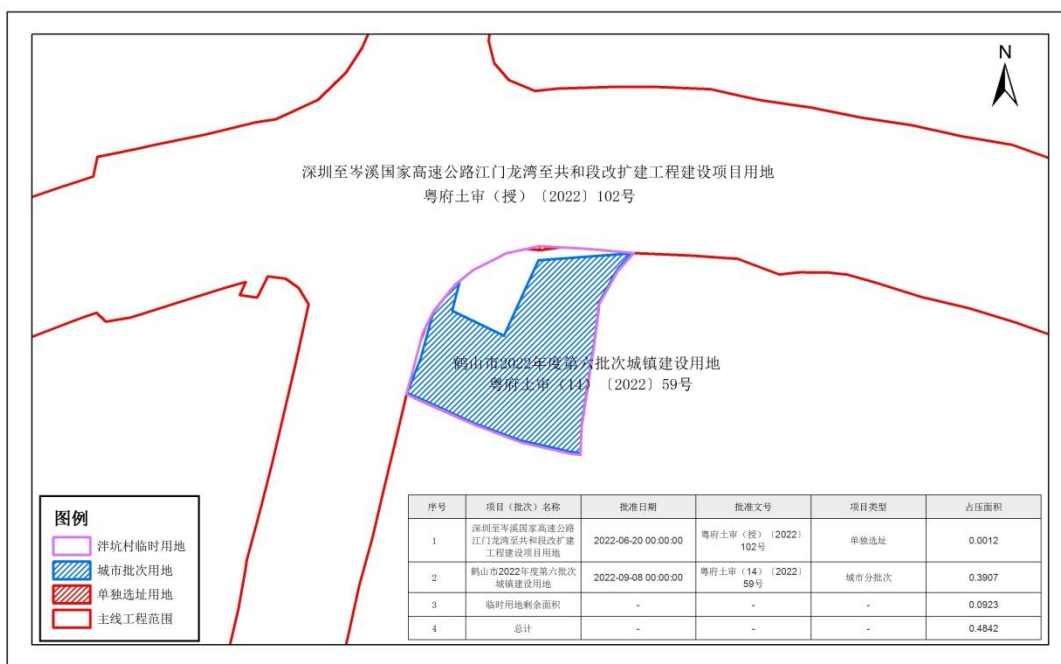 N
深圳至岑溪国家高速公路江门龙湾至共和段改扩建工程建设项目用地
粤府土审（授）〔2022〕102号
鹤山市2022年度第六批次城镇建设用地
粤府土审（14）〔2022〕59号
图例
泮坑村临时用地
城市批次用地
单独选址用地
主线工程范围
序号 项目（批次）名称 批准日期 批准文号 项目类型 占压面积
1 深圳至岑溪国家高速公路
江门龙湾至共和段改扩建
工程建设项目用地 2022-06-20 00:00:00 粤府土审（授）〔2022〕
102号 单独选址 0.0012
2 鹤山市2022年度第六批次
城镇建设用地 2022-09-08 00:00:00 粤府土审（14）〔2022〕
59号 城市分批次 0.3907
3 临时用地剩余面积 - - - 0.0923
4 总计 - - - 0.4842